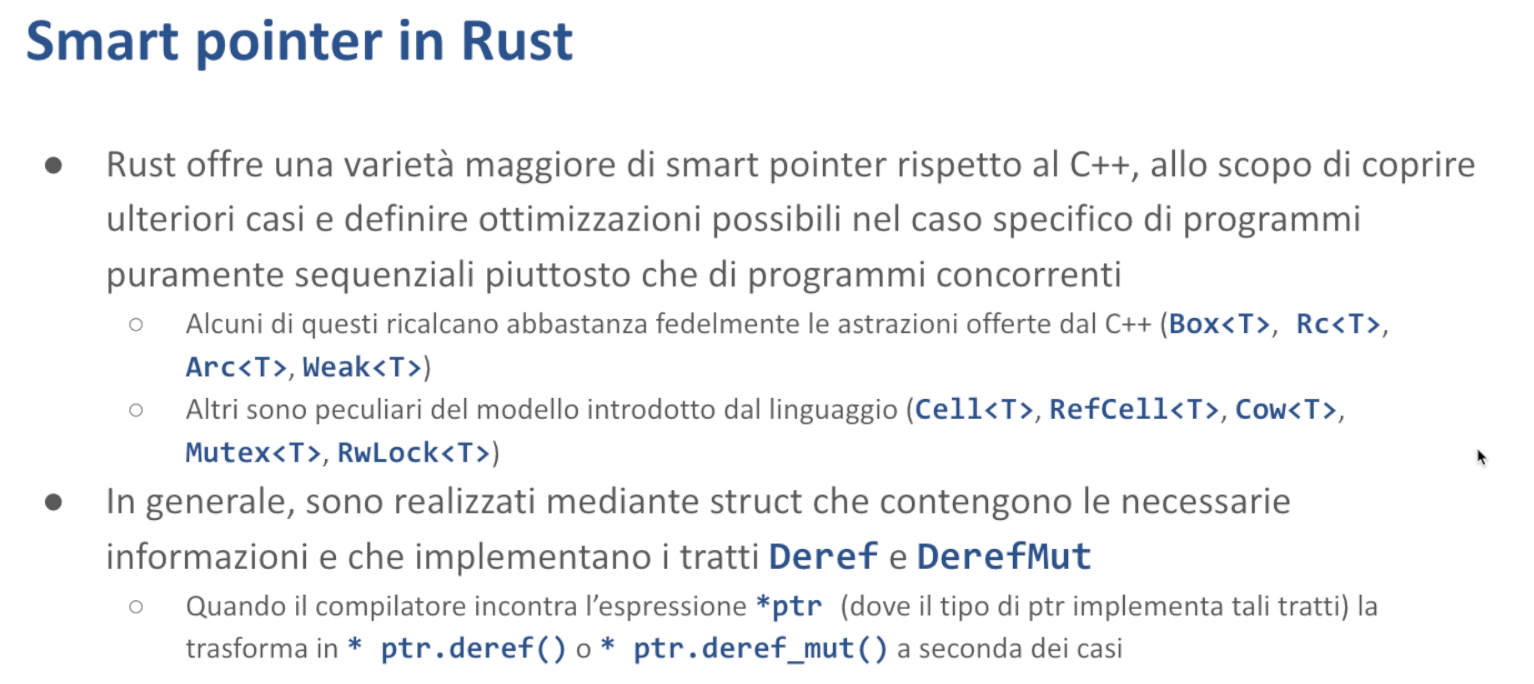 Smart pointer in Rust
● Rust offre una varietà maggiore di smart pointer rispetto al C++, allo scopo di coprire
ulteriori casi e definire ottimizzazioni possibili nel caso specifico di programmi
puramente sequenziali piuttosto che di programmi concorrenti
○ Alcuni di questi ricalcano abbastanza fedelmente le astrazioni offerte dal C++ (Box<T>, Rc<T>,
Arc<T>, Weak<T>)
○ Altri sono peculiari del modello introdotto dal linguaggio (Cell<T>, RefCell<T>, Cow<T>,
Mutex<T>, RwLock<T>)
● In generale, sono realizzati mediante struct che contengono le necessarie
informazioni e che implementano i tratti Deref e DerefMut
○ Quando il compilatore incontra l’espressione *ptr (dove il tipo di ptr implementa tali tratti) la
trasforma in * ptr.deref() o * ptr.deref_mut() a seconda dei casi